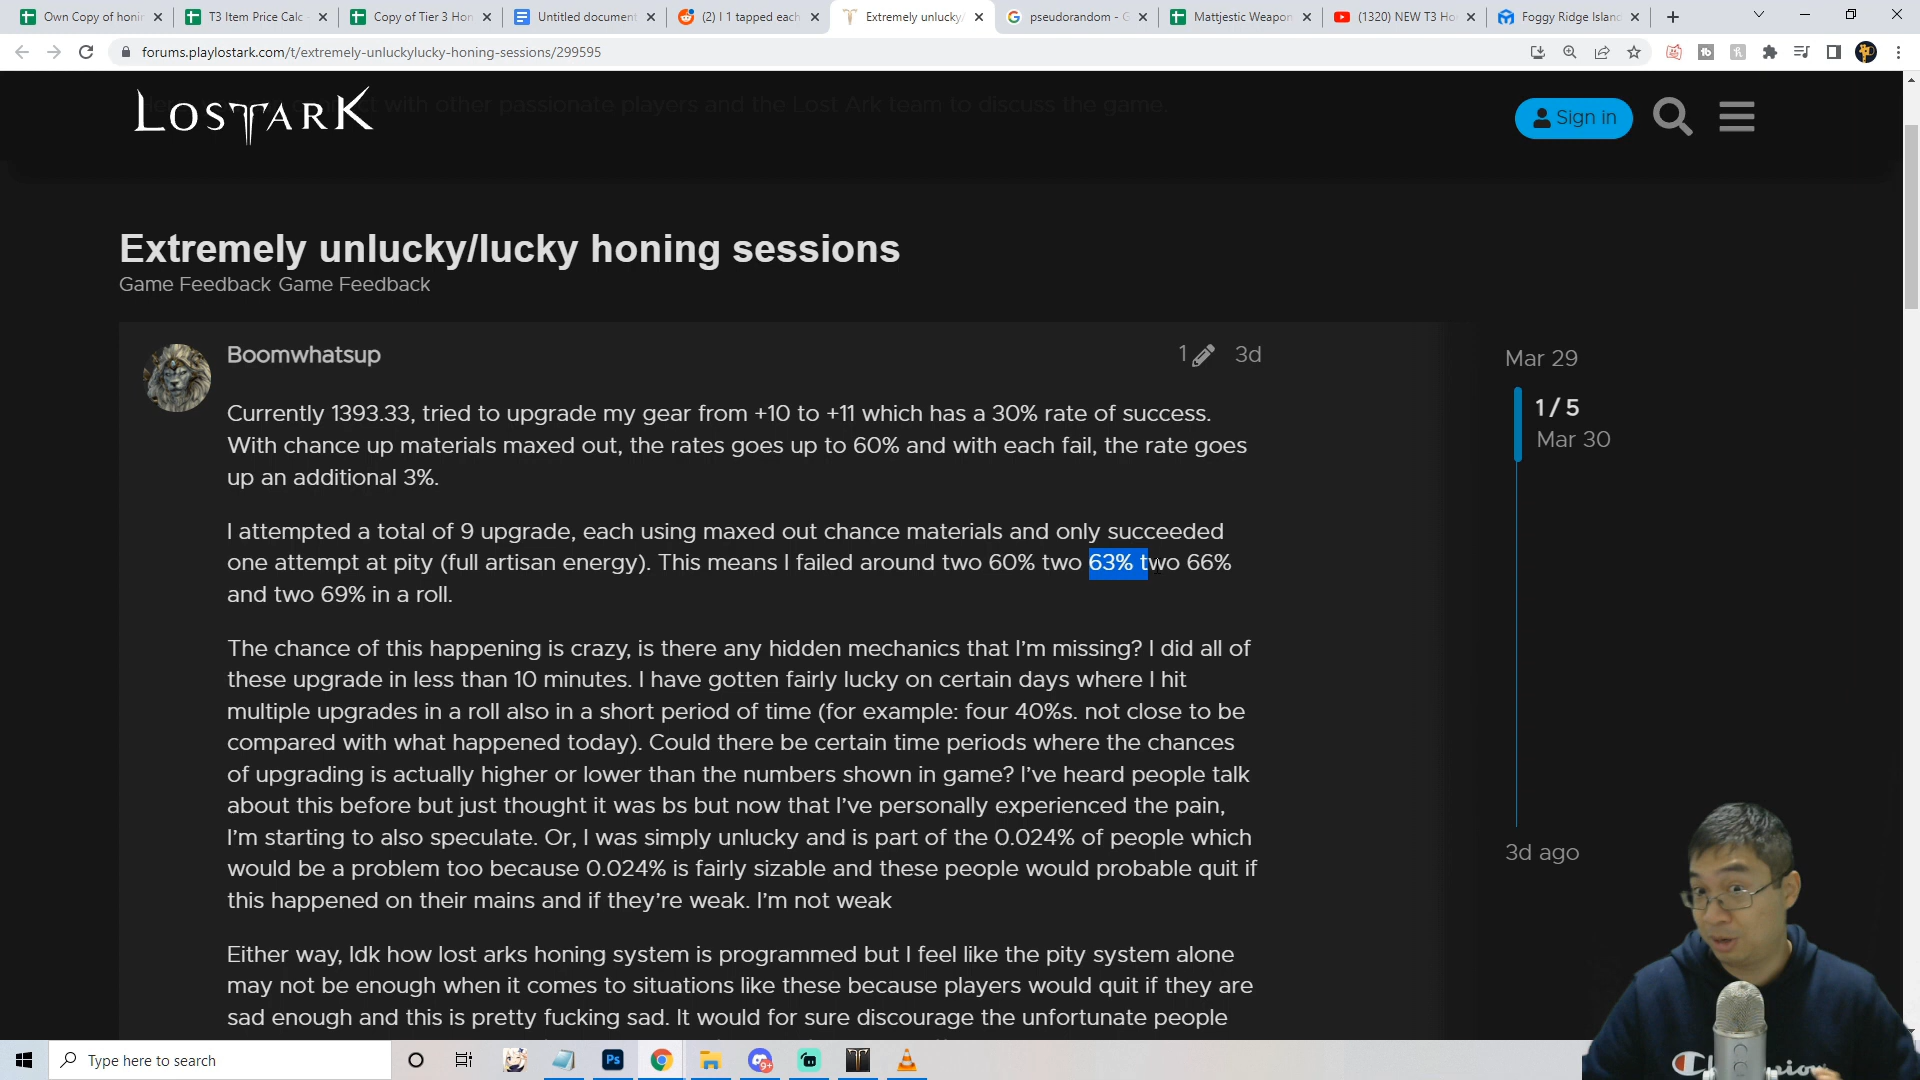 Own Copy of honi
T3 Item Price Calc
Copy of Tier 3 Hon
Untitled document
(2) I 1 tapped each
Extremely unlucky/
pseudorandom - G
Mattjestic Weapon
(1320) NEW T3 Ho
Foggy Ridge Island
forums.playlostark.com/t/extremely-unluckylucky-honing-sessions/299595
with other passionate players and the Lost Ark team to discuss the game.
LOST ARK
Sign in
Extremely unlucky/lucky honing sessions
Game Feedback Game Feedback
Boomwhatsup
1
3d
Currently 1393.33, tried to upgrade my gear from +10 to +11 which has a 30% rate of success.
With chance up materials maxed out, the rates goes up to 60% and with each fail, the rate goes
up an additional 3%.
I attempted a total of 9 upgrade, each using maxed out chance materials and only succeeded
one attempt at pity (full artisan energy). This means I failed around two 60% two 63% two 66%
and two 69% in a roll.
The chance of this happening is crazy, is there any hidden mechanics that I’m missing? I did all of
these upgrade in less than 10 minutes. I have gotten fairly lucky on certain days where I hit
multiple upgrades in a roll also in a short period of time (for example: four 40%s. not close to be
compared with what happened today). Could there be certain time periods where the chances
of upgrading is actually higher or lower than the numbers shown in game? I’ve heard people talk
about this before but just thought it was bs but now that I’ve personally experienced the pain,
I’m starting to also speculate. Or, I was simply unlucky and is part of the 0.024% of people which
would be a problem too because 0.024% is fairly sizable and these people would probable quit if
this happened on their mains and if they’re weak. I’m not weak
Either way, Idk how lost arks honing system is programmed but I feel like the pity system alone
may not be enough when it comes to situations like these because players would quit if they are
sad enough and this is pretty fucking sad. It would for sure discourage the unfortunate people
Mar 29
1 / 5
Mar 30
3d ago
Type here to search
Ps
9+